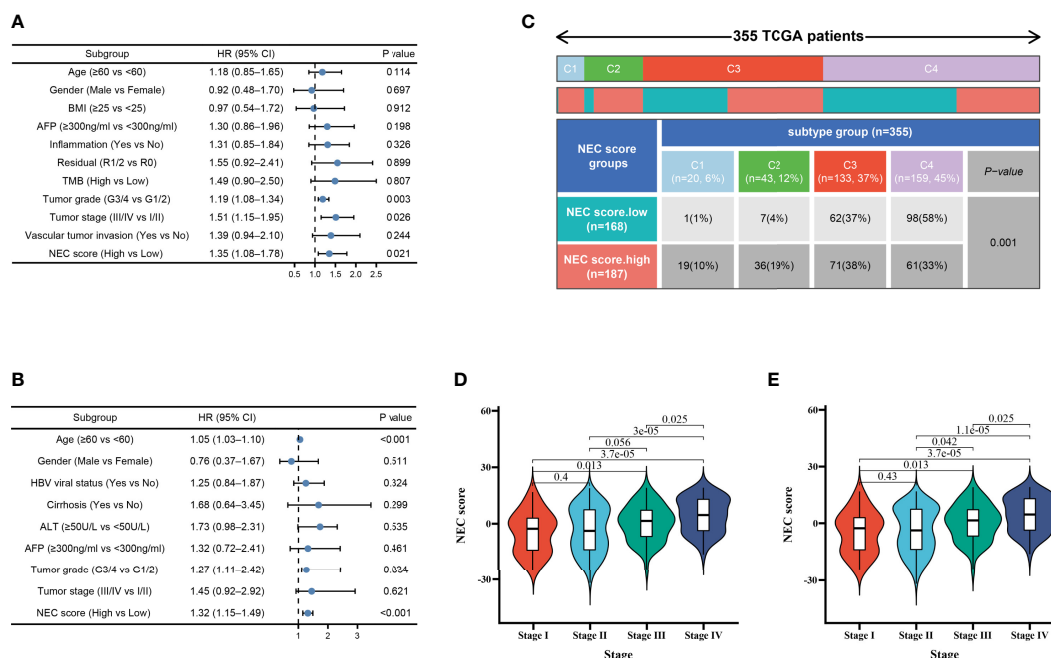 A
Subgroup HR (95% CI) P value
Age (≥60 vs <60) 1.18 (0.85–1.65) 0 114
Gender (Male vs Female) 0.92 (0.48–1.70) 0 697
BMI (≥25 vs <25) 0.97 (0.54–1.72) 0 912
AFP (≥300ng/ml vs <300ng/ml) 1.30 (0.86–1.96) 0 198
Inflammation (Yes vs No) 1.31 (0.85–1.84) 0 326
Residual (R1/2 vs R0) 1.55 (0.92–2.41) 0 899
TMB (High vs Low) 1.49 (0.90–2.50) 0 807
Tumor grade (G3/4 vs G1/2) 1.19 (1.08–1.34) 0 003
Tumor stage (III/IV vs I/II) 1.51 (1.15–1.95) 0 026
Vascular tumor invasion (Yes vs No) 1.39 (0.94–2.10) 0 244
NEC score (High vs Low) 1.35 (1.08–1.78) 0 021
0.5 1.0 1.5 2.0 2.5
C
355 TCGA patients
C1 C2 C3 C4
NEC score groups
subtype group (n=355)
C1 (n=20, 6%)
C2 (n=43, 12%)
C3 (n=133, 37%)
C4 (n=159, 45%)
P-value
NEC score.low (n=168) 1(1%) 7(4%) 62(37%) 98(58%)
0.001
NEC score.high (n=187) 19(10%) 36(19%) 71(38%) 61(33%)
B
Subgroup HR (95% CI) P value
Age (≥60 vs <60) 1.05 (1.03–1.10) <0.001
Gender (Male vs Female) 0.76 (0.37–1.67) 0.511
HBV viral status (Yes vs No) 1.25 (0.84–1.87) 0.324
Cirrhosis (Yes vs No) 1.68 (0.64–3.45) 0.299
ALT (≥50U/L vs <50U/L) 1.73 (0.98–2.31) 0.535
AFP (≥300ng/ml vs <300ng/ml) 1.32 (0.72–2.41) 0.461
Tumor grade (G3/4 vs G1/2) 1.27 (1.11–2.42)
Tumor stage (III/IV vs I/II) 1.45 (0.92–2.92) 0.621
NEC score (High vs Low) 1.32 (1.15–1.49) <0.001
1 2 3
D
60
30
0
-30
NEC score
0.025
3e-05
0.056
3.7e-05
0.013
0.4
Stage I Stage II Stage III Stage IV
Stage
E
60
30
0
-30
NEC score
0.025
1.1e-05
0.042
3.7e-05
0.013
0.43
Stage I Stage II Stage III Stage IV
Stage